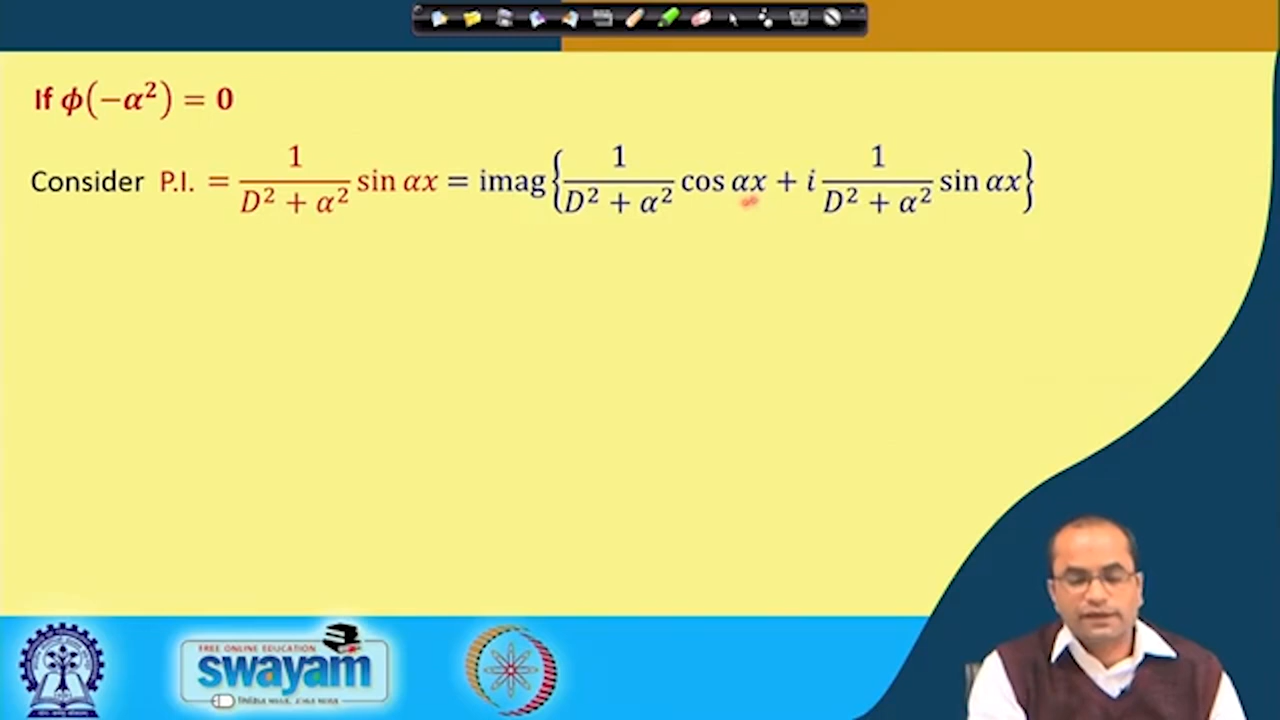 If ϕ(−α²) = 0
Consider P.I. = 1/(D² + α²) sin αx = imag{1/(D² + α²) cos αx + i 1/(D² + α²) sin αx}
FREE ONLINE EDUCATION
swayam